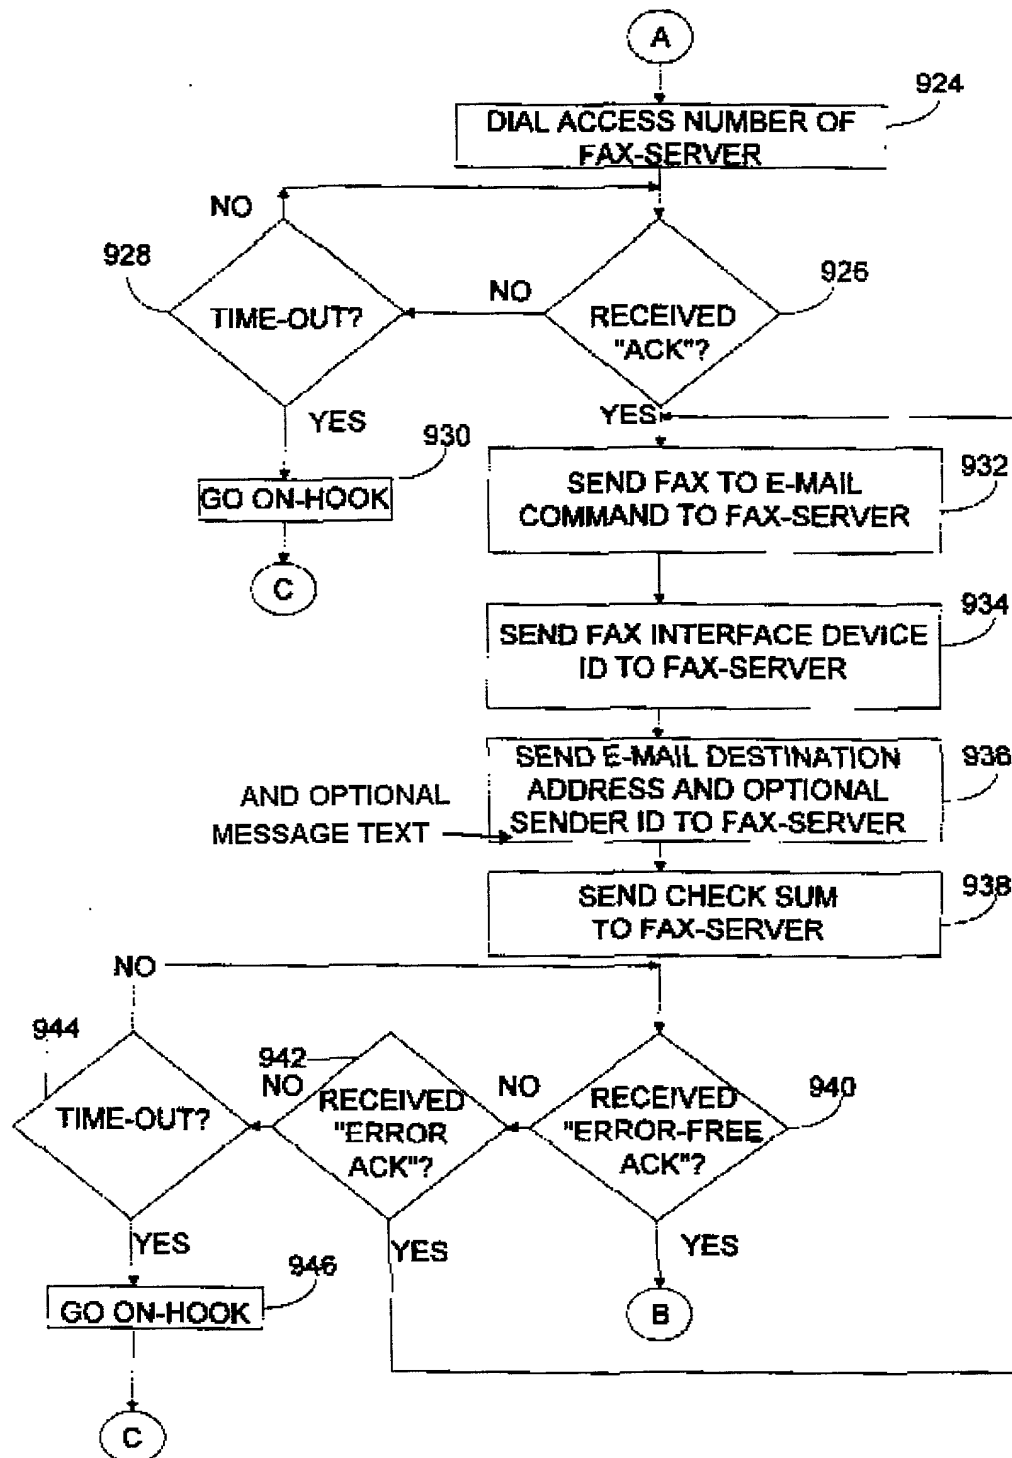 A
924
DIAL ACCESS NUMBER OF
FAX-SERVER
NO
928
926
NO
TIME-OUT?
RECEIVED
"ACK"?
YES
YES
930
GO ON-HOOK
C
932
SEND FAX TO E-MAIL
COMMAND TO FAX-SERVER
934
SEND FAX INTERFACE DEVICE
ID TO FAX-SERVER
936
SEND E-MAIL DESTINATION
ADDRESS AND OPTIONAL
SENDER ID TO FAX-SERVER
AND OPTIONAL
MESSAGE TEXT
938
SEND CHECK SUM
TO FAX-SERVER
NO
944
942
NO
NO
940
TIME-OUT?
RECEIVED
"ERROR
ACK"?
RECEIVED
"ERROR-FREE
ACK"?
YES
YES
YES
946
GO ON-HOOK
B
C